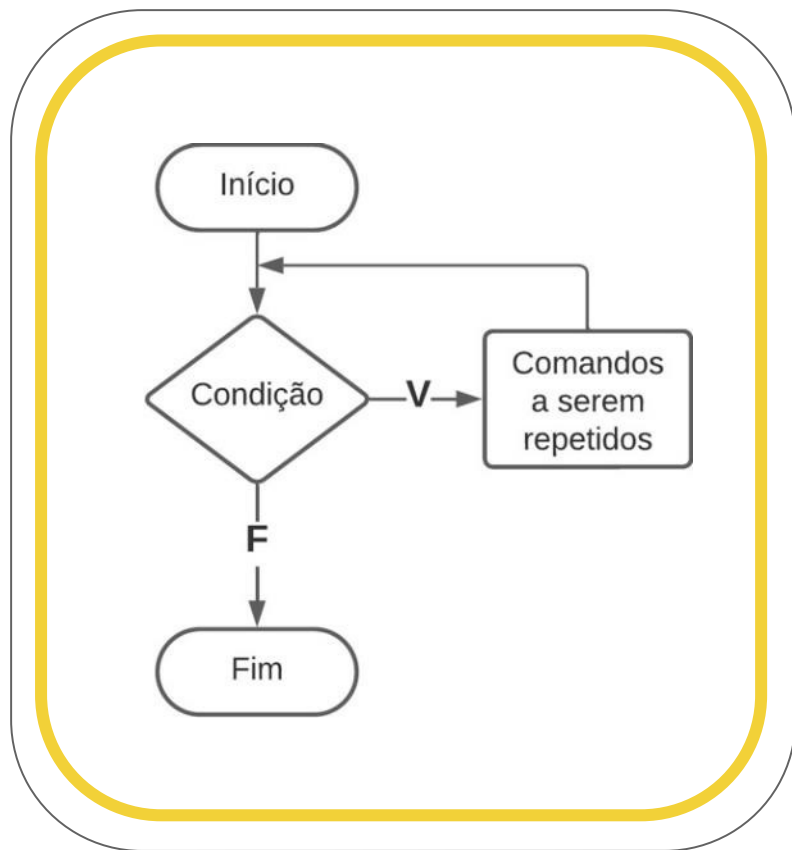 Início
Condição
V
Comandos
a serem
repetidos
F
Fim